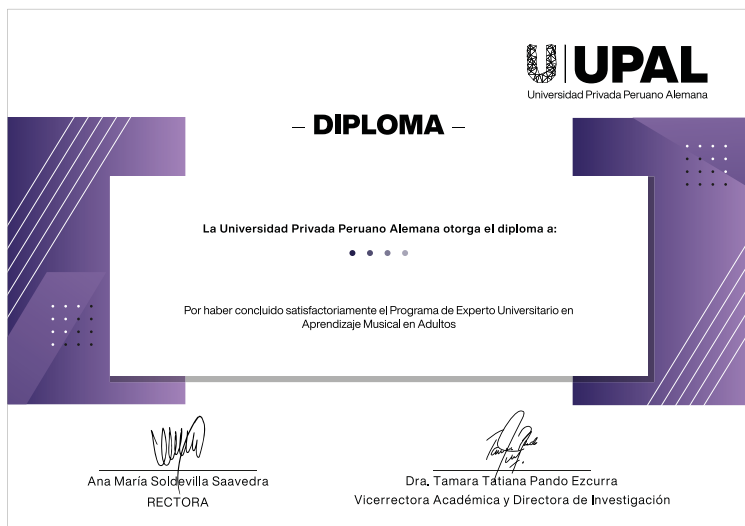 UPAL
Universidad Privada Peruano Alemana
– DIPLOMA –
La Universidad Privada Peruano Alemana otorga el diploma a:
Por haber concluido satisfactoriamente el Programa de Experto Universitario en
Aprendizaje Musical en Adultos
Ana María Soldevilla Saavedra
RECTORA
Dra. Tamara Tatiana Pando Ezcurra
Vicerrectora Académica y Directora de Investigación